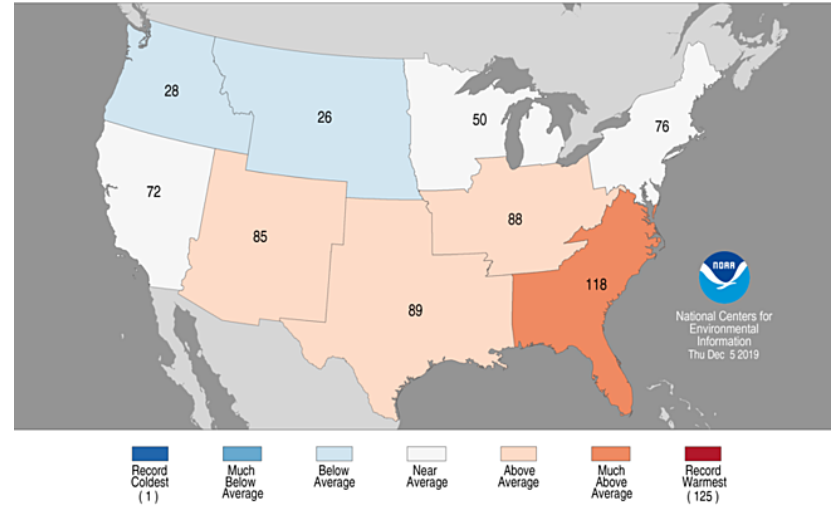 28
26
50
76
72
85
88
89
118
NOAA
National Centers for
Environmental
Information
Thu Dec 5 2019
Record
Coldest
( 1 )
Much
Below
Average
Below
Average
Near
Average
Above
Average
Much
Above
Average
Record
Warmest
( 125 )